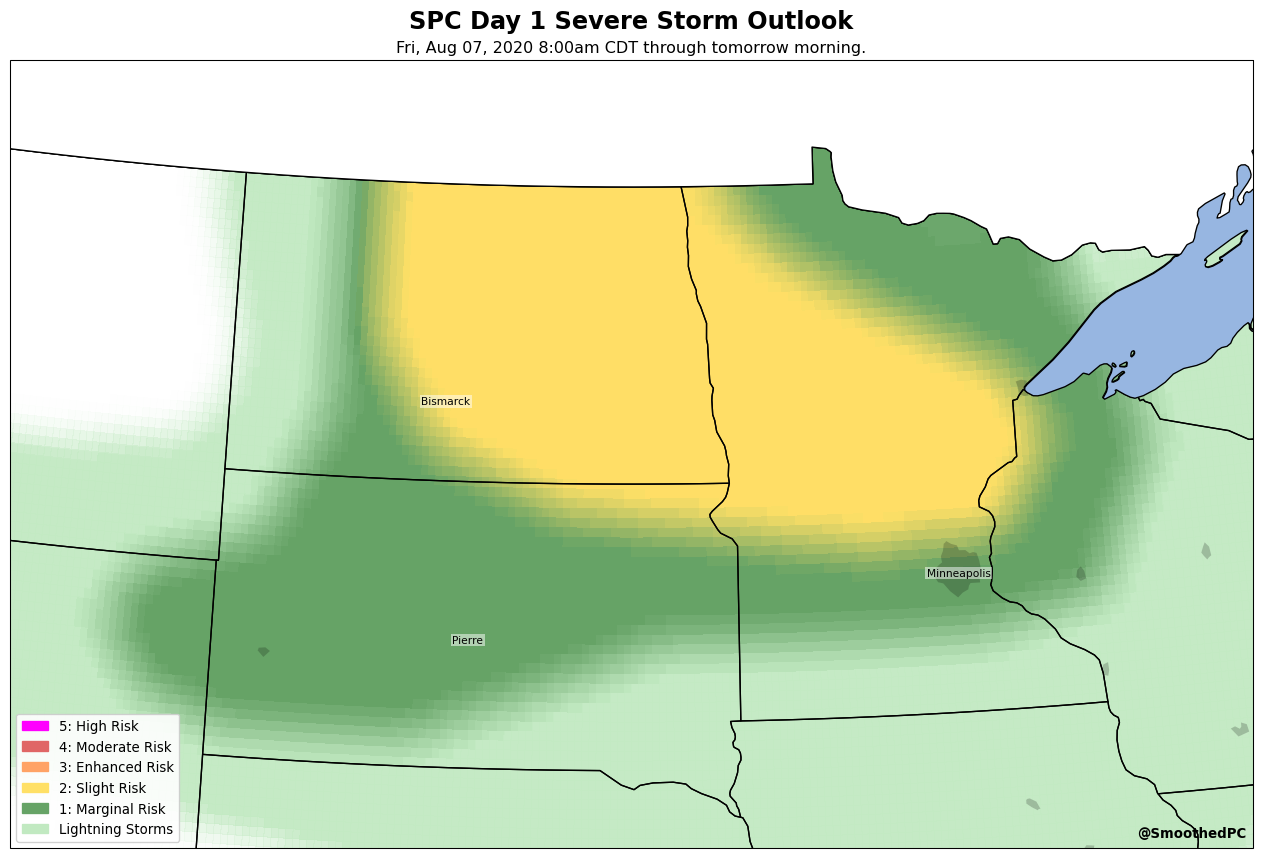 SPC Day 1 Severe Storm Outlook
Fri, Aug 07, 2020 8:00am CDT through tomorrow morning.
Bismarck
Minneapolis
Pierre
5: High Risk
4: Moderate Risk
3: Enhanced Risk
2: Slight Risk
1: Marginal Risk
Lightning Storms
@SmoothedPC